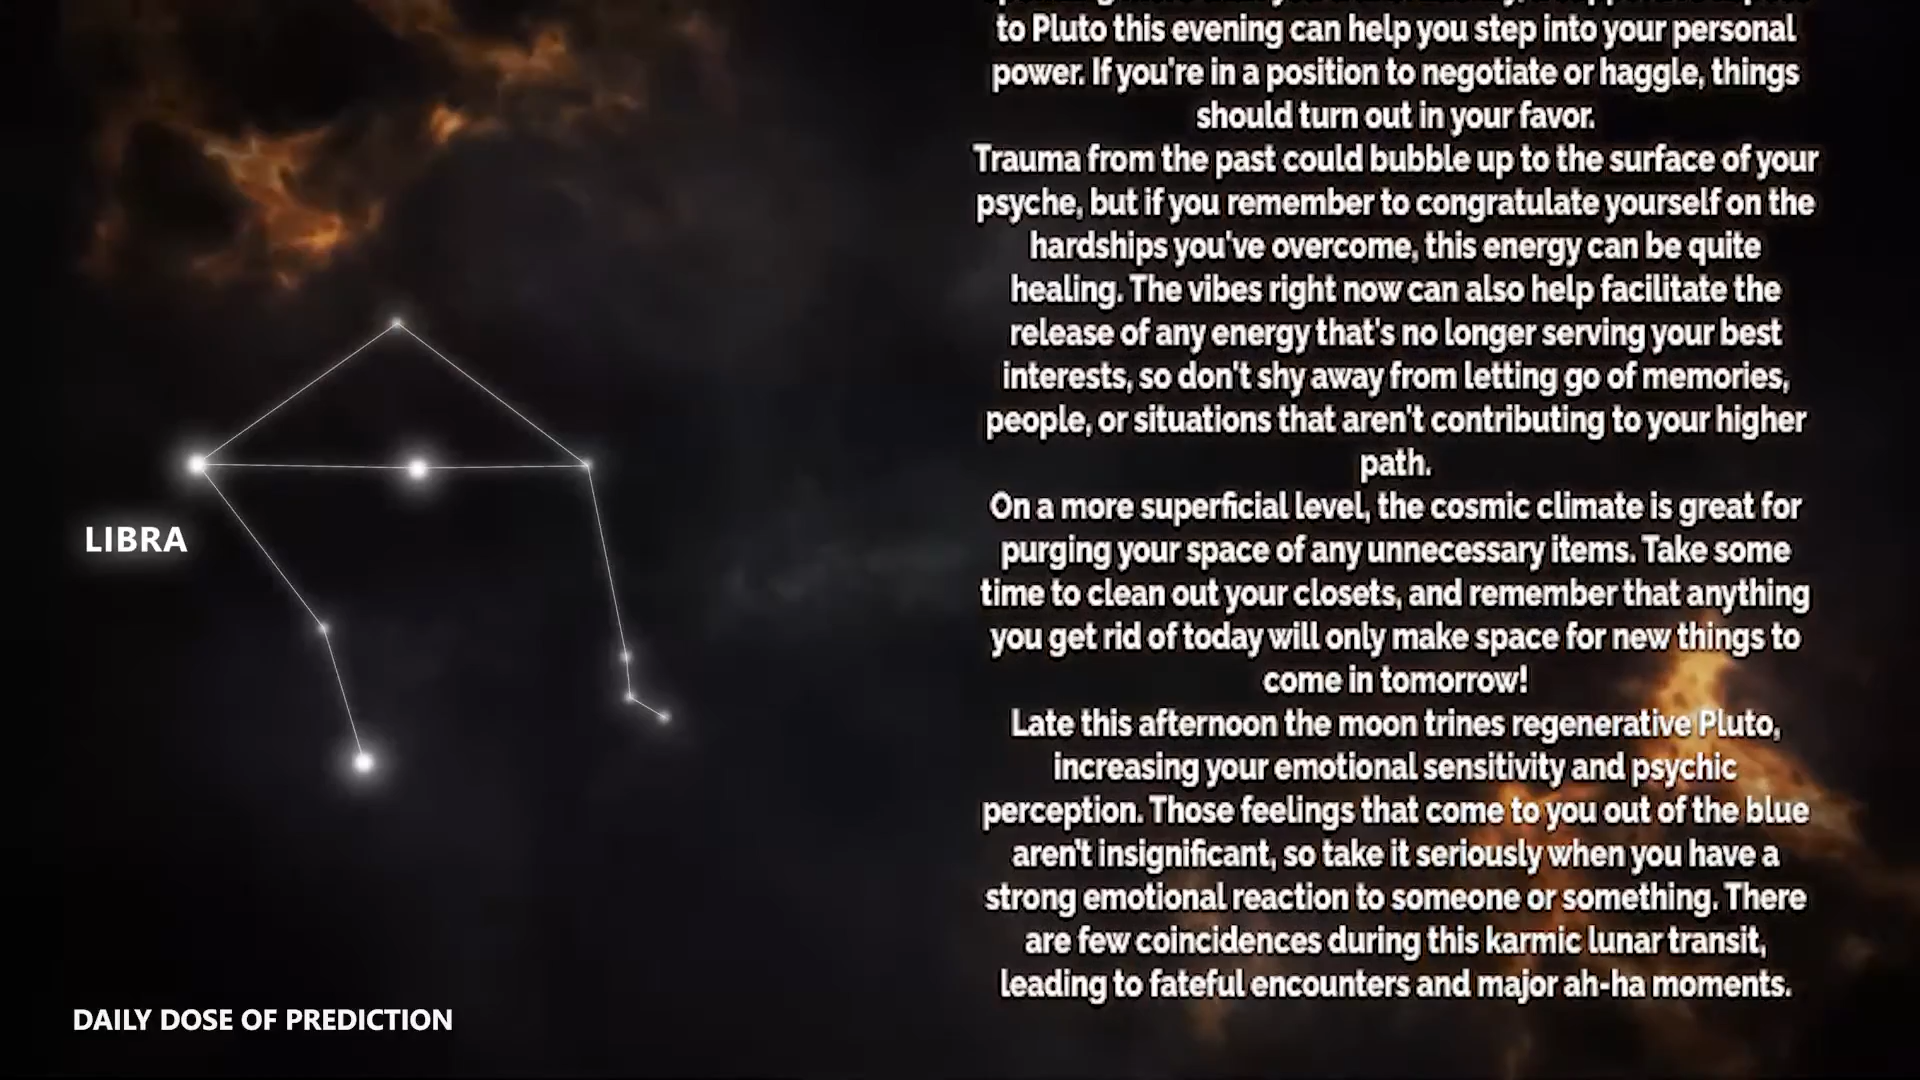 to Pluto this evening can help you step into your personal
power. If you're in a position to negotiate or haggle, things
should turn out in your favor.
Trauma from the past could bubble up to the surface of your
psyche, but if you remember to congratulate yourself on the
hardships you've overcome, this energy can be quite
healing. The vibes right now can also help facilitate the
release of any energy that's no longer serving your best
interests, so don't shy away from letting go of memories,
people, or situations that aren't contributing to your higher
path.
On a more superficial level, the cosmic climate is great for
purging your space of any unnecessary items. Take some
time to clean out your closets, and remember that anything
you get rid of today will only make space for new things to
come in tomorrow!
Late this afternoon the moon trines regenerative Pluto,
increasing your emotional sensitivity and psychic
perception. Those feelings that come to you out of the blue
aren't insignificant, so take it seriously when you have a
strong emotional reaction to someone or something. There
are few coincidences during this karmic lunar transit,
leading to fateful encounters and major ah-ha moments.
LIBRA
DAILY DOSE OF PREDICTION